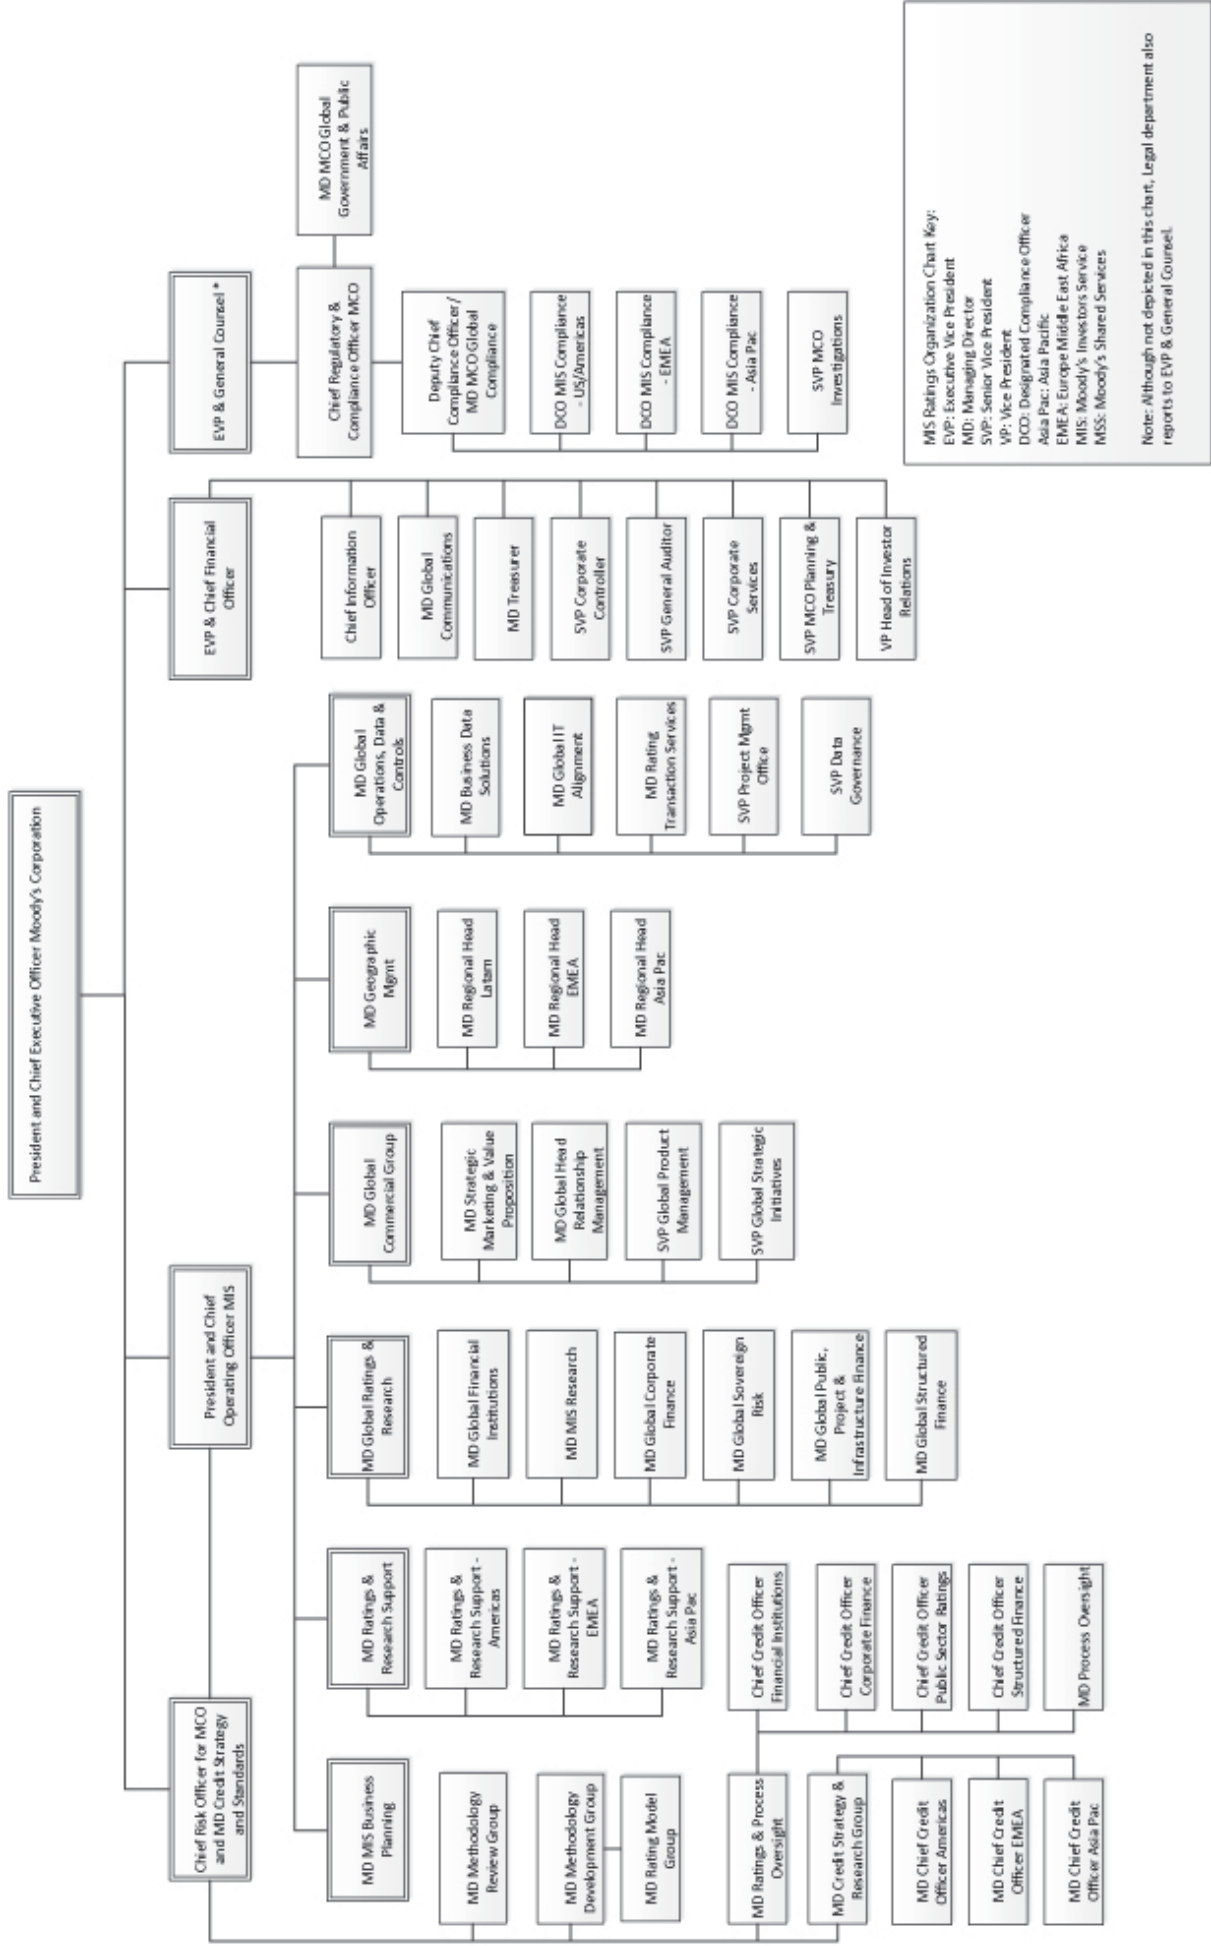 President and Chief Executive Officer Moody's Corporation
Chief Risk Officer for MCO
and MD Credit Strategy
and Standards
President and Chief
Operating Officer MIS
EVP & Chief Financial
Officer
EVP & General Counsel *
MD MIS Business
Planning
MD Methodology
Review Group
MD Methodology
Development Group
MD Rating Model
Group
MD Ratings & Process
Oversight
MD Credit Strategy &
Research Group
MD Chief Credit
Officer Americas
MD Chief Credit
Officer EMEA
MD Chief Credit
Officer Asia Pac
MD Ratings &
Research Support
MD Ratings &
Research Support -
Americas
MD Ratings &
Research Support -
EMEA
MD Ratings &
Research Support -
Asia Pac
Chief Credit Officer
Financial Institutions
Chief Credit Officer
Corporate Finance
Chief Credit Officer
Public Sector Ratings
Chief Credit Officer
Structured Finance
MD Process Oversight
MD Global Ratings &
Research
MD Global Financial
Institutions
MD MIS Research
MD Global Corporate
Finance
MD Global Sovereign
Risk
MD Global Public,
Project &
Infrastructure Finance
MD Global Structured
Finance
MD Global
Commercial Group
MD Strategic
Marketing & Value
Proposition
MD Global Head
Relationship
Management
SVP Global Product
Management
SVP Global Strategic
Initiatives
MD Geographic
Mgmt
MD Regional Head
Latam
MD Regional Head
EMEA
MD Regional Head
Asia Pac
MD Global
Operations, Data &
Controls
MD Business Data
Solutions
MD Global IT
Alignment
MD Rating
Transaction Services
SVP Project Mgmt
Office
SVP Data
Governance
Chief Information
Officer
MD Global
Communications
MD Treasurer
SVP Corporate
Controller
SVP General Auditor
SVP Corporate
Services
SVP MCO Planning &
Treasury
VP Head of Investor
Relations
Chief Regulatory &
Compliance Officer MCO
MD MCO Global
Government & Public
Affairs
Deputy Chief
Compliance Officer/
MD MCO Global
Compliance
DCO MIS Compliance
- US/Americas
DCO MIS Compliance
- EMEA
DCO MIS Compliance
- Asia Pac
SVP MCO
Investigations
MIS Ratings Organization Chart Key:
EVP: Executive Vice President
MD: Managing Director
SVP: Senior Vice President
VP: Vice President
DCO: Designated Compliance Officer
Asia Pac: Asia Pacific
EMEA: Europe Middle East Africa
MIS: Moody's Investors Service
MSS: Moody's Shared Services
Note: Although not depicted in this chart, Legal department also
reports to EVP & General Counsel.